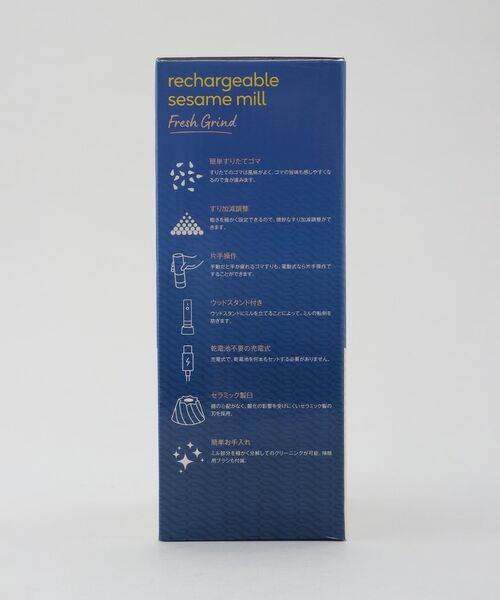 rechargeable
sesame mill
Fresh Grind
簡単すりたてゴマ
すりたてのゴマは風味がよく、ゴマの旨味も感じやすくな
るので食が進みます。
すり加減調整
粗さを細かく設定できるので、微妙なすり加減調整がで
きます。
片手操作
手動だと手が疲れるゴマすりも、電動式なら片手操作で
することができます。
ウッドスタンド付き
ウッドスタンドにミルを立てることによって、ミルの転倒を
防ぎます。
乾電池不要の充電式
充電式で、乾電池を何本もセットする必要がありません。
セラミック製臼
錆の心配がなく、酸化の影響を受けにくいセラミック製の
刃を採用。
簡単お手入れ
ミル部分を細かく分解してのクリーニングが可能。掃除
用ブラシも付属。